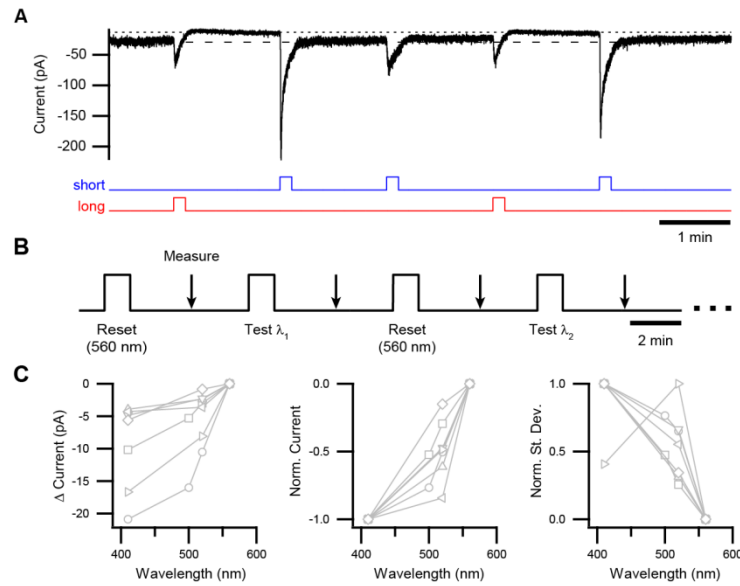 A
Current (pA)
-50
-100
-150
-200
short
long
1 min
B
Measure
Reset
(560 nm)
Test λ1
Reset
(560 nm)
Test λ2
2 min
C
Δ Current (pA)
0
-5
-10
-15
-20
400
500
600
Wavelength (nm)
Norm. Current
0.0
-0.5
-1.0
400
500
600
Wavelength (nm)
Norm. St. Dev.
1.0
0.5
0.0
400
500
600
Wavelength (nm)